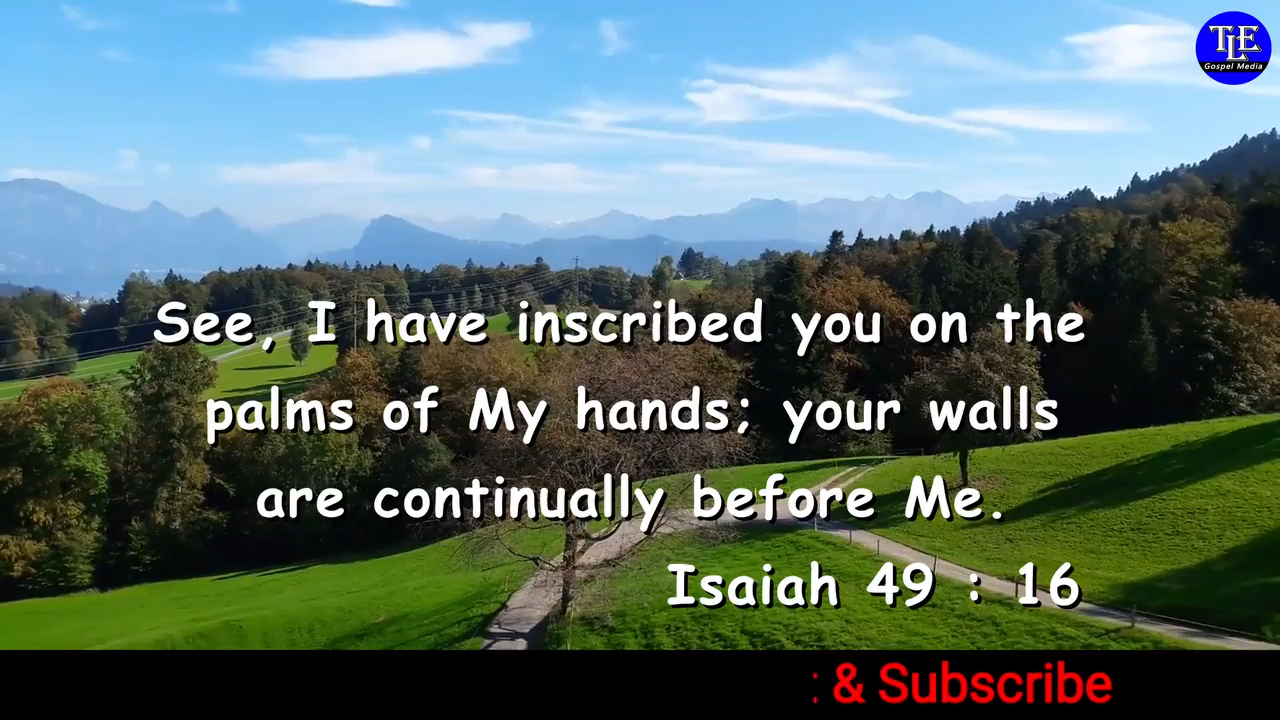 TLE
Gospel Media
See, I have inscribed you on the
palms of My hands; your walls
are continually before Me.
Isaiah 49 : 16
& Subscribe